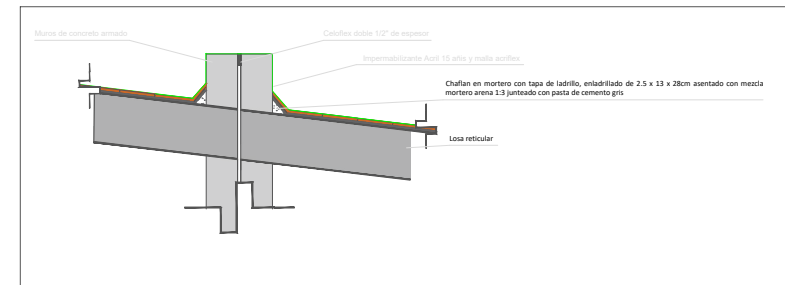 Muros de concreto armado
Celoflex doble 1/2" de espesor
Impermeabilizante Acril 15 años y malla acriflex
Chaflan en mortero con tapa de ladrillo, enladrillado de 2.5 x 13 x 28cm asentado con mezcla
mortero arena 1:3 junteado con pasta de cemento gris
Losa reticular